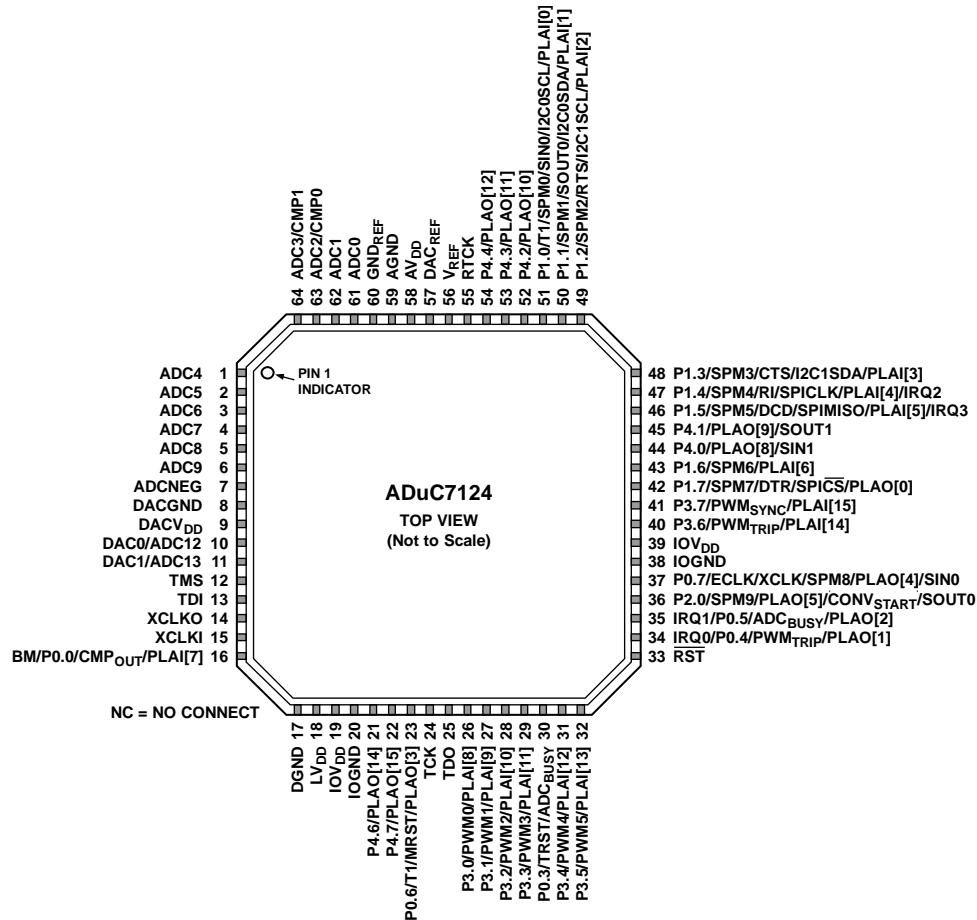 64 ADC3/CMP1
63 ADC2/CMP0
62 ADC1
61 ADC0
60 GNDREF
59 AGND
58 AVDD
57 DACREF
56 VREF
55 RTCK
54 P4.4/PLAO[12]
53 P4.3/PLAO[11]
52 P4.2/PLAO[10]
51 P1.0/T1/SPM0/SIN0/I2C0SCL/PLAI[0]
50 P1.1/SPM1/SOUT0/I2C0SDA/PLAI[1]
49 P1.2/SPM2/RTS/I2C1SCL/PLAI[2]
ADC4 1
ADC5 2
ADC6 3
ADC7 4
ADC8 5
ADC9 6
ADCNEG 7
DACGND 8
DACVDD 9
DAC0/ADC12 10
DAC1/ADC13 11
TMS 12
TDI 13
XCLKO 14
XCLKI 15
BM/P0.0/CMPOUT/PLAI[7] 16
PIN 1
INDICATOR
ADuC7124
TOP VIEW
(Not to Scale)
48 P1.3/SPM3/CTS/I2C1SDA/PLAI[3]
47 P1.4/SPM4/RI/SPICLK/PLAI[4]/IRQ2
46 P1.5/SPM5/DCD/SPIMISO/PLAI[5]/IRQ3
45 P4.1/PLAO[9]/SOUT1
44 P4.0/PLAO[8]/SIN1
43 P1.6/SPM6/PLAI[6]
42 P1.7/SPM7/DTR/SPIC̅S̅/PLAO[0]
41 P3.7/PWMSYNC/PLAI[15]
40 P3.6/PWMTRIP/PLAI[14]
39 IOVDD
38 IOGND
37 P0.7/ECLK/XCLK/SPM8/PLAO[4]/SIN0
36 P2.0/SPM9/PLAO[5]/CONVSTART/SOUT0
35 IRQ1/P0.5/ADCBUSY/PLAO[2]
34 IRQ0/P0.4/PWMTRIP/PLAO[1]
33 R̅S̅T̅
NC = NO CONNECT
DGND 17
LVDD 18
IOVDD 19
IOGND 20
P4.6/PLAO[14] 21
P4.7/PLAO[15] 22
P0.6/T1/MRST/PLAO[3] 23
TCK 24
TDO 25
P3.0/PWM0/PLAI[8] 26
P3.1/PWM1/PLAI[9] 27
P3.2/PWM2/PLAI[10] 28
P3.3/PWM3/PLAI[11] 29
P0.3/TRST/ADCBUSY 30
P3.4/PWM4/PLAI[12] 31
P3.5/PWM5/PLAI[13] 32